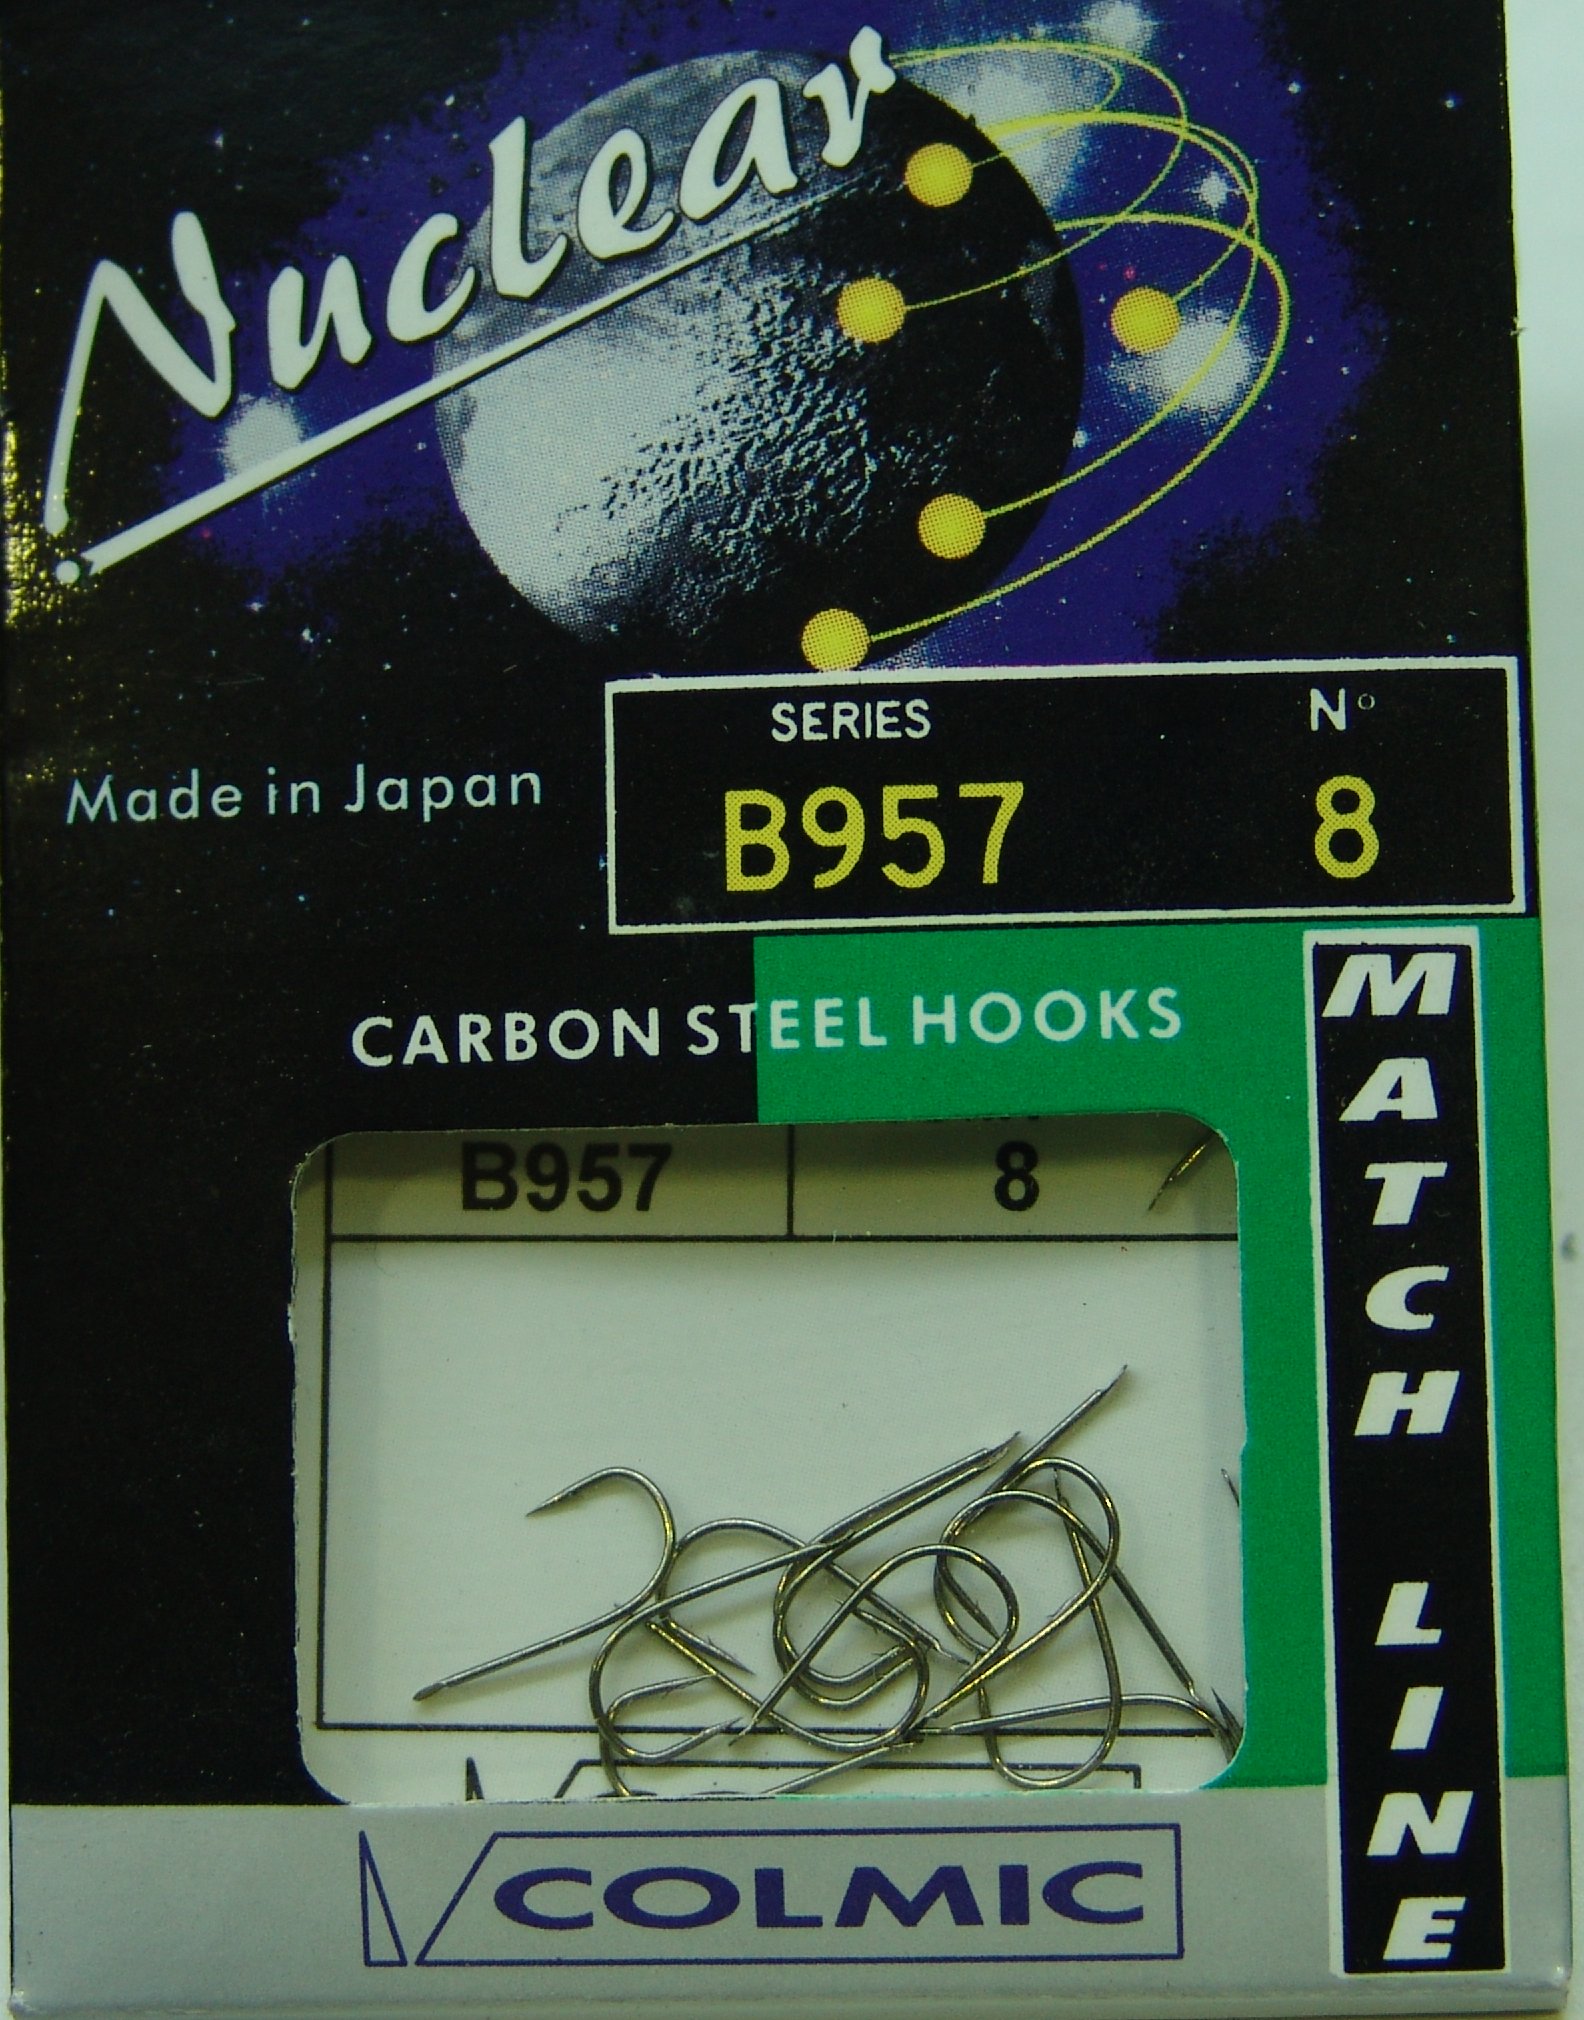 Nuclear
SERIES N°
Made in Japan
B957 8
CARBON STEEL HOOKS
MATCH LINE
B957 8
COLMIC